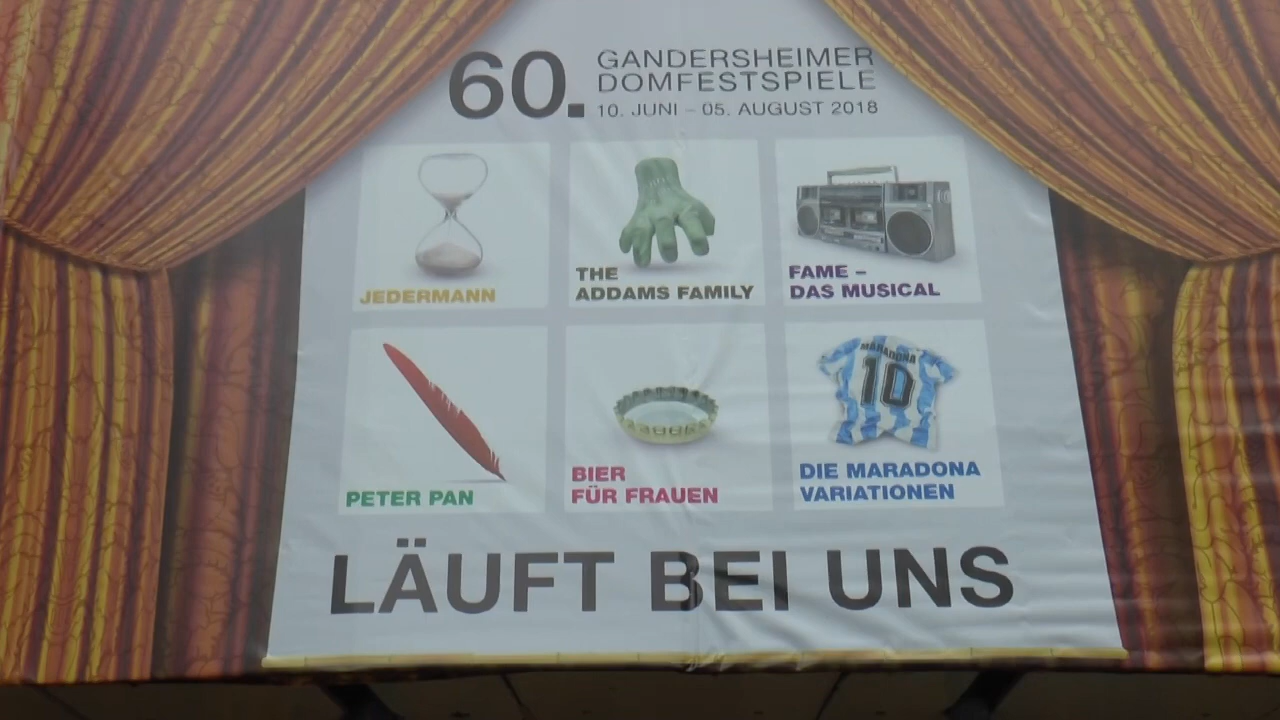 60. GANDERSHEIMER
DOMFESTSPIELE
10. JUNI – 05. AUGUST 2018
JEDERMANN
THE
ADDAMS FAMILY
FAME –
DAS MUSICAL
PETER PAN
BIER
FÜR FRAUEN
MARADONA
10
DIE MARADONA
VARIATIONEN
LÄUFT BEI UNS